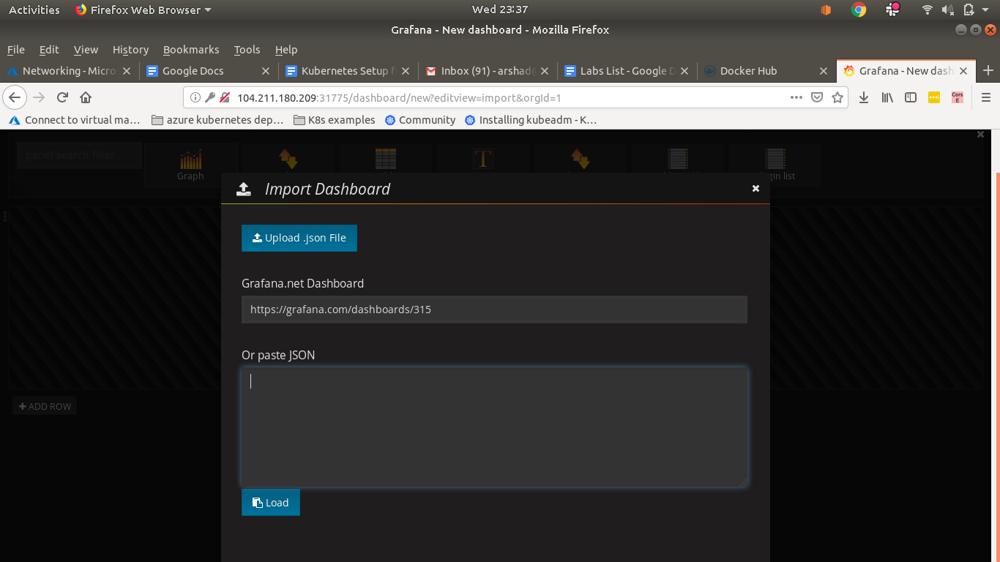 Activities Firefox Web Browser Wed 23:37
Grafana - New dashboard - Mozilla Firefox
File Edit View History Bookmarks Tools Help
Networking - Micro Google Docs Kubernetes Setup f Inbox (91) - arshad Labs List - Google D Docker Hub Grafana - New dash
104.211.180.209:31775/dashboard/new?editview=import&orgId=1 Cors E
Connect to virtual ma… azure kubernetes dep… K8s examples Community Installing kubeadm - K…
panel search filter
Graph list
Import Dashboard
Upload .json File
Grafana.net Dashboard
https://grafana.com/dashboards/315
Or paste JSON
ADD ROW
Load